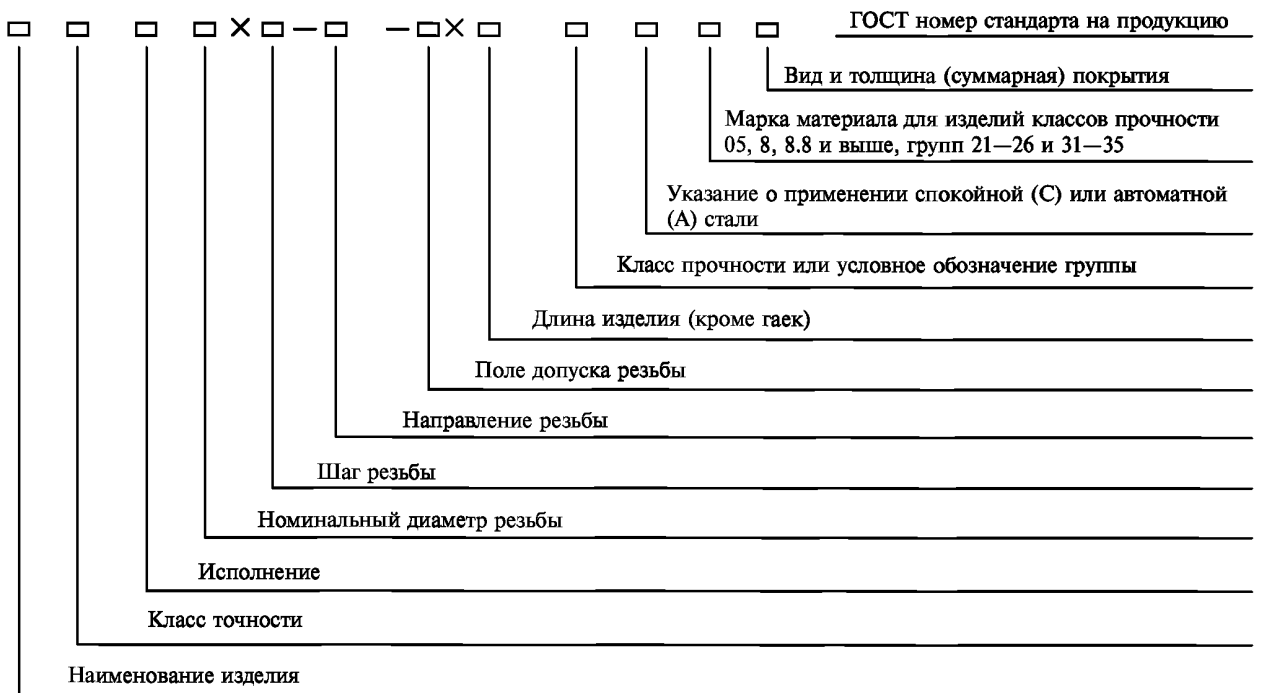 ГОСТ номер стандарта на продукцию
Вид и толщина (суммарная) покрытия
Марка материала для изделий классов прочности
05, 8, 8.8 и выше, групп 21—26 и 31—35
Указание о применении спокойной (С) или автоматной
(А) стали
Класс прочности или условное обозначение группы
Длина изделия (кроме гаек)
Поле допуска резьбы
Направление резьбы
Шаг резьбы
Номинальный диаметр резьбы
Исполнение
Класс точности
Наименование изделия